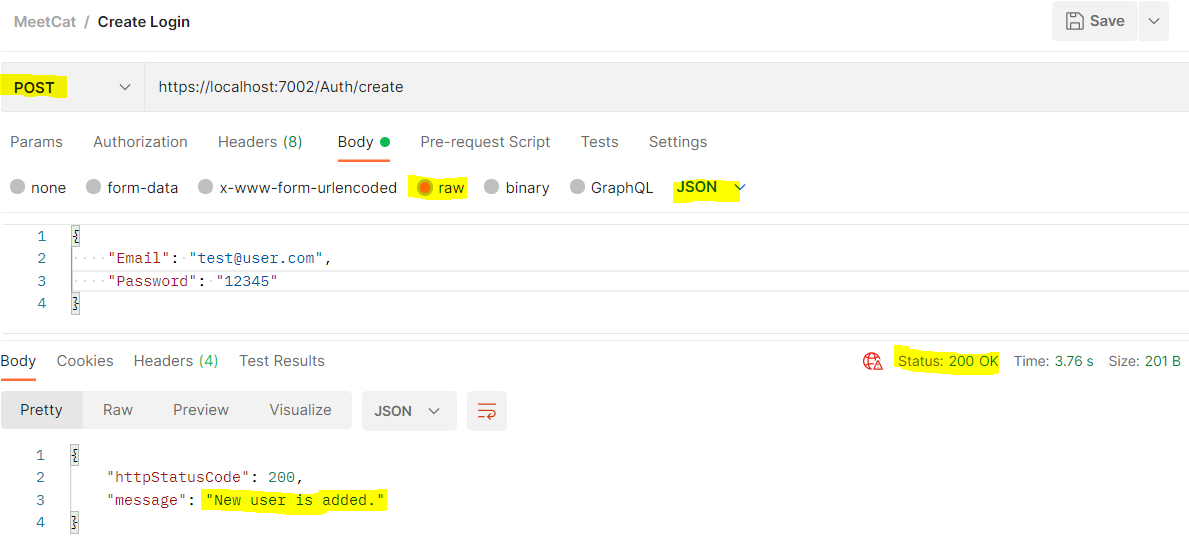 MeetCat / Create Login Save
POST https://localhost:7002/Auth/create
Params Authorization Headers (8) Body Pre-request Script Tests Settings
none form-data x-www-form-urlencoded raw binary GraphQL JSON
1 {
2 ····"Email":·"test@user.com",
3 ····"Password":·"12345"
4 }
Body Cookies Headers (4) Test Results Status: 200 OK Time: 3.76 s Size: 201 B
Pretty Raw Preview Visualize JSON
1 {
2 "httpStatusCode": 200,
3 "message": "New user is added."
4 }